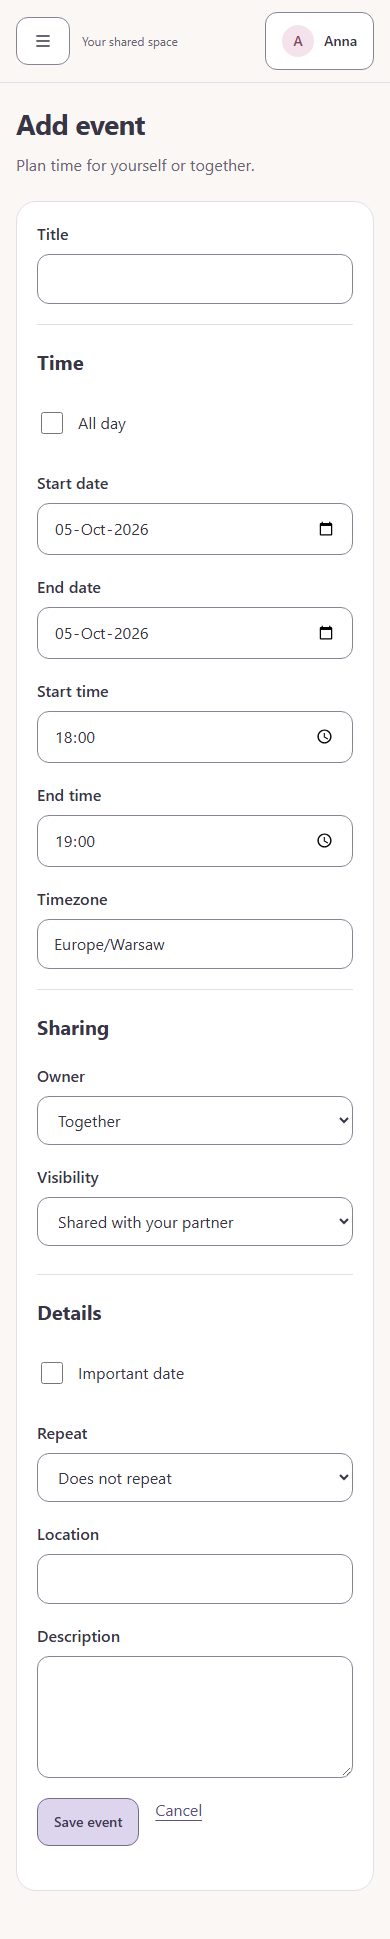 Your shared space
A
Anna
Add event
Plan time for yourself or together.
Title
Time
All day
Start date
05-Oct-2026
End date
05-Oct-2026
Start time
18:00
End time
19:00
Timezone
Europe/Warsaw
Sharing
Owner
Together
Visibility
Shared with your partner
Details
Important date
Repeat
Does not repeat
Location
Description
Save event
Cancel